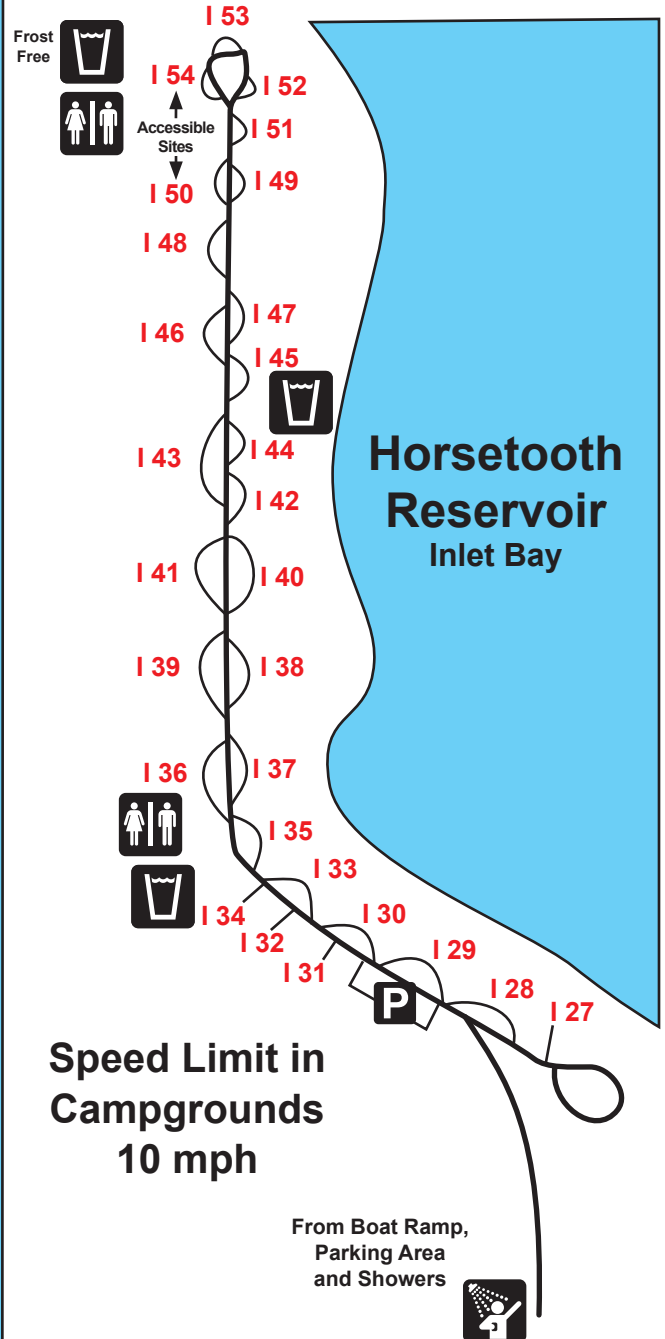 I 53
Frost
Free
I 54
I 52
Accessible
Sites
I 51
I 50
I 49
I 48
I 47
I 46
I 45
I 44
I 43
I 42
Horsetooth
Reservoir
Inlet Bay
I 41
I 40
I 39
I 38
I 37
I 36
I 35
I 33
I 34
I 32
I 31
I 30
I 29
I 28
I 27
P
Speed Limit in
Campgrounds
10 mph
From Boat Ramp,
Parking Area
and Showers